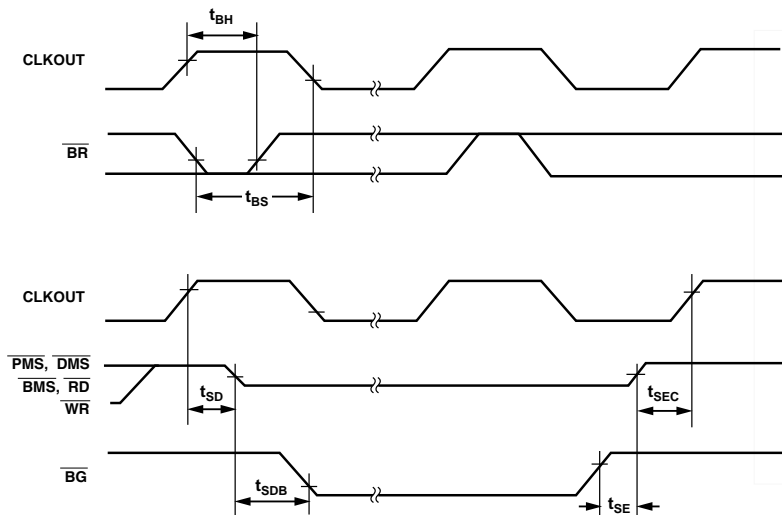 tBH
CLKOUT
BR
tBS
CLKOUT
PMS, DMS
BMS, RD
WR
tSD
tSEC
BG
tSDB
tSE